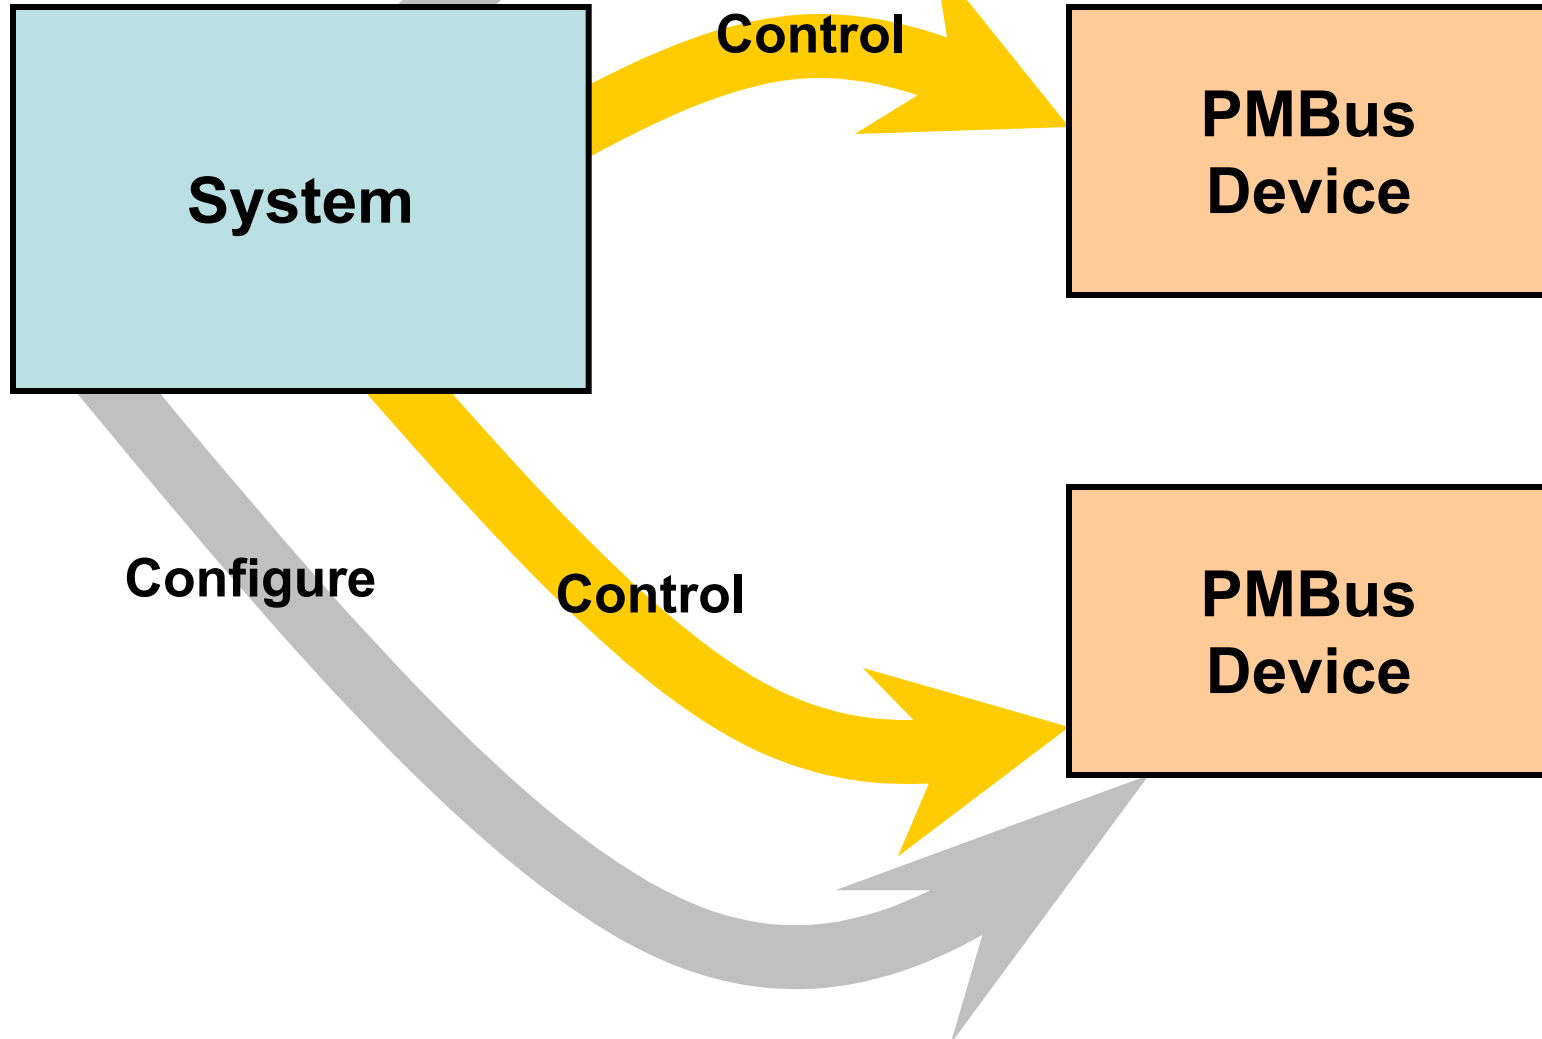 Control
PMBus
Device
System
Configure
Control
PMBus
Device